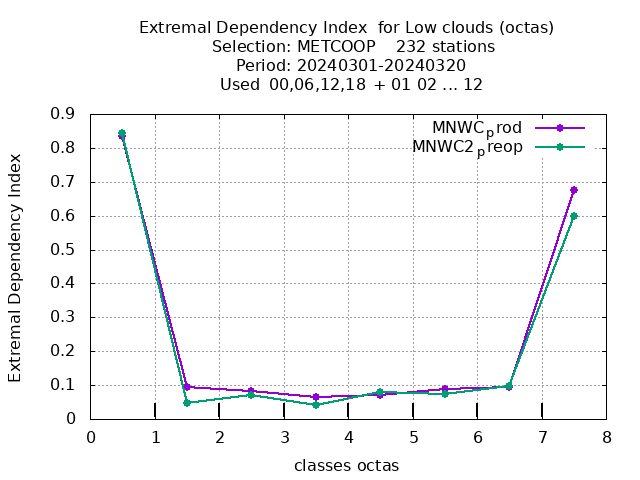 Extremal Dependency Index  for Low clouds (octas)
Selection: METCOOP    232 stations
Period: 20240301-20240320
Used  00,06,12,18  + 01 02 ... 12
MNWCprod
MNWC2preop
0.9
0.8
0.7
0.6
0.5
0.4
0.3
0.2
0.1
0
Extremal Dependency Index
0 1 2 3 4 5 6 7 8
classes octas